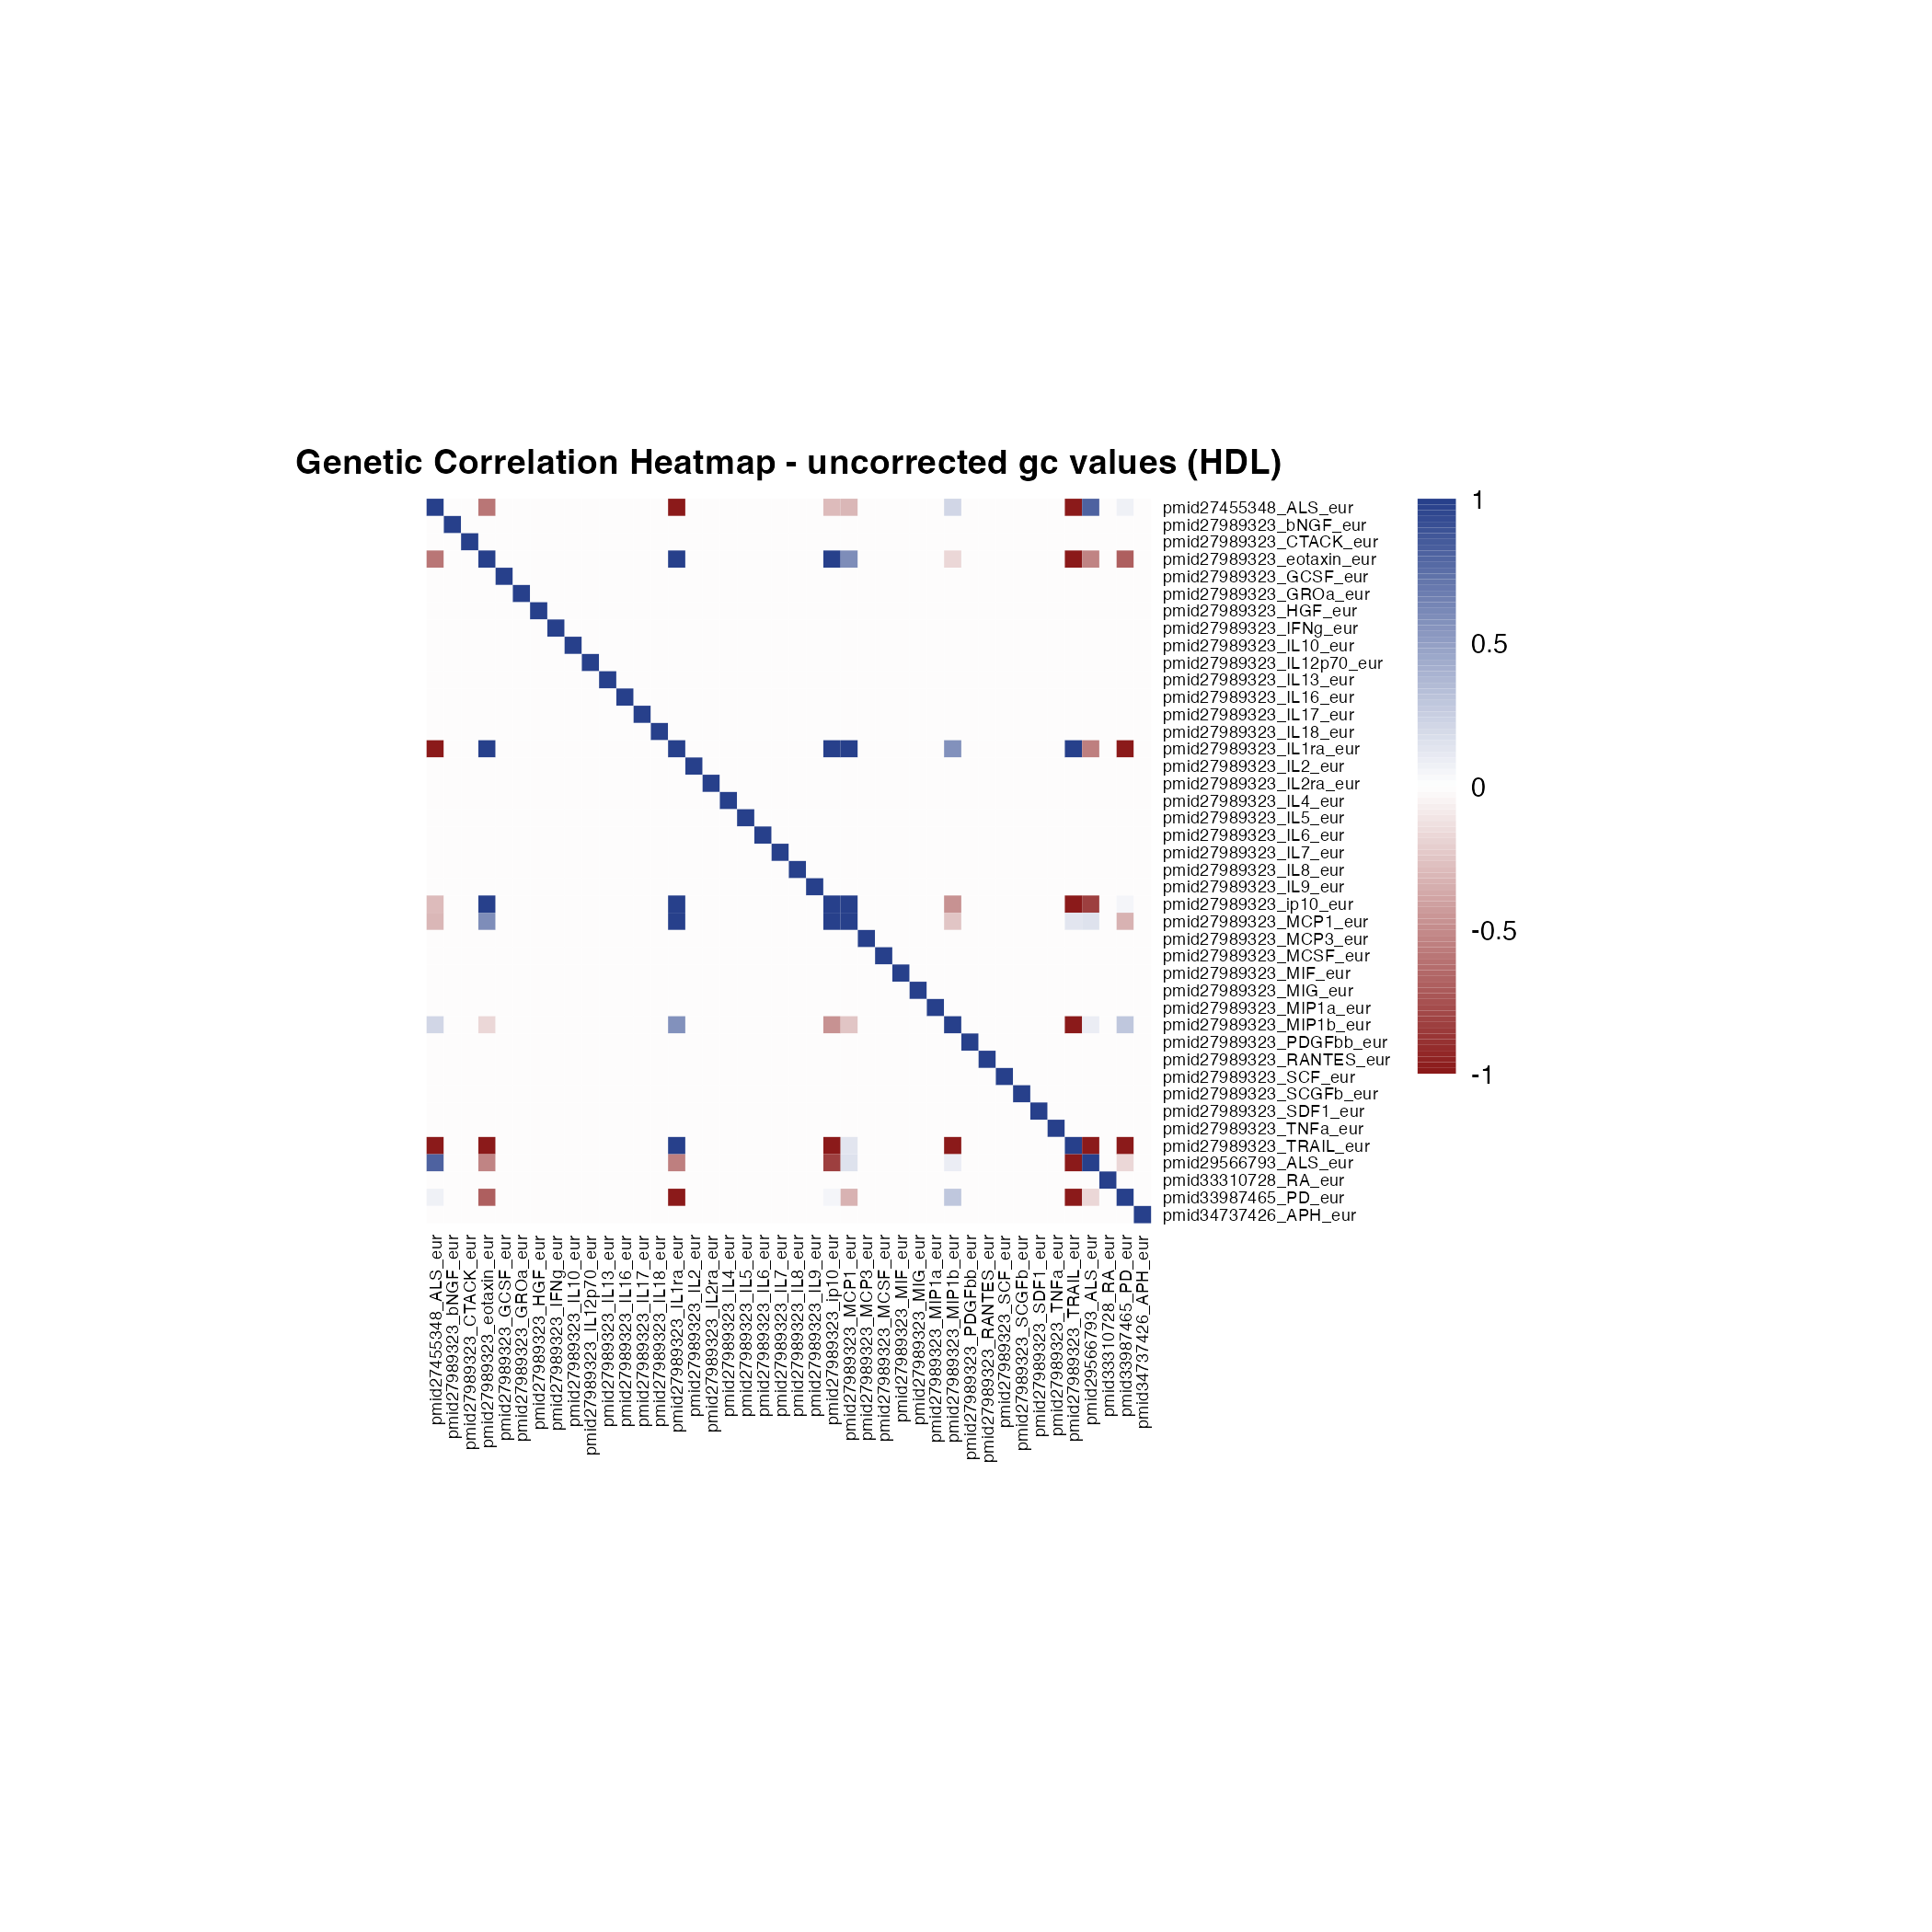 Genetic Correlation Heatmap - uncorrected gc values (HDL)
pmid27455348_ALS_eur
pmid27989323_bNGF_eur
pmid27989323_CTACK_eur
pmid27989323_eotaxin_eur
pmid27989323_GCSF_eur
pmid27989323_GROa_eur
pmid27989323_HGF_eur
pmid27989323_IFNg_eur
pmid27989323_IL10_eur
pmid27989323_IL12p70_eur
pmid27989323_IL13_eur
pmid27989323_IL16_eur
pmid27989323_IL17_eur
pmid27989323_IL18_eur
pmid27989323_IL1ra_eur
pmid27989323_IL2_eur
pmid27989323_IL2ra_eur
pmid27989323_IL4_eur
pmid27989323_IL5_eur
pmid27989323_IL6_eur
pmid27989323_IL7_eur
pmid27989323_IL8_eur
pmid27989323_IL9_eur
pmid27989323_ip10_eur
pmid27989323_MCP1_eur
pmid27989323_MCP3_eur
pmid27989323_MCSF_eur
pmid27989323_MIF_eur
pmid27989323_MIG_eur
pmid27989323_MIP1a_eur
pmid27989323_MIP1b_eur
pmid27989323_PDGFbb_eur
pmid27989323_RANTES_eur
pmid27989323_SCF_eur
pmid27989323_SCGFb_eur
pmid27989323_SDF1_eur
pmid27989323_TNFa_eur
pmid27989323_TRAIL_eur
pmid29566793_ALS_eur
pmid33310728_RA_eur
pmid33987465_PD_eur
pmid34737426_APH_eur
1
0.5
0
-0.5
-1
pmid27455348_ALS_eur
pmid27989323_bNGF_eur
pmid27989323_CTACK_eur
pmid27989323_eotaxin_eur
pmid27989323_GCSF_eur
pmid27989323_GROa_eur
pmid27989323_HGF_eur
pmid27989323_IFNg_eur
pmid27989323_IL10_eur
pmid27989323_IL12p70_eur
pmid27989323_IL13_eur
pmid27989323_IL16_eur
pmid27989323_IL17_eur
pmid27989323_IL18_eur
pmid27989323_IL1ra_eur
pmid27989323_IL2_eur
pmid27989323_IL2ra_eur
pmid27989323_IL4_eur
pmid27989323_IL5_eur
pmid27989323_IL6_eur
pmid27989323_IL7_eur
pmid27989323_IL8_eur
pmid27989323_IL9_eur
pmid27989323_ip10_eur
pmid27989323_MCP1_eur
pmid27989323_MCP3_eur
pmid27989323_MCSF_eur
pmid27989323_MIF_eur
pmid27989323_MIG_eur
pmid27989323_MIP1a_eur
pmid27989323_MIP1b_eur
pmid27989323_PDGFbb_eur
pmid27989323_RANTES_eur
pmid27989323_SCF_eur
pmid27989323_SCGFb_eur
pmid27989323_SDF1_eur
pmid27989323_TNFa_eur
pmid27989323_TRAIL_eur
pmid29566793_ALS_eur
pmid33310728_RA_eur
pmid33987465_PD_eur
pmid34737426_APH_eur